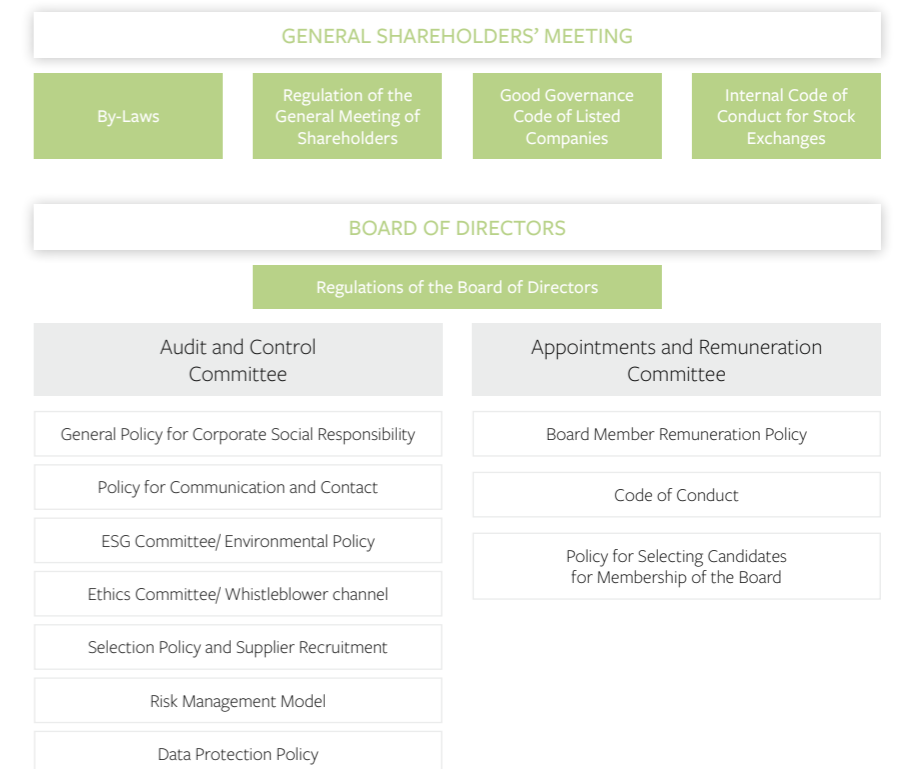 GENERAL SHAREHOLDERS’ MEETING
By-Laws
Regulation of the
General Meeting of
Shareholders
Good Governance
Code of Listed
Companies
Internal Code of
Conduct for Stock
Exchanges
BOARD OF DIRECTORS
Regulations of the Board of Directors
Audit and Control
Committee
General Policy for Corporate Social Responsibility
Policy for Communication and Contact
ESG Committee/ Environmental Policy
Ethics Committee/ Whistleblower channel
Selection Policy and Supplier Recruitment
Risk Management Model
Data Protection Policy
Appointments and Remuneration
Committee
Board Member Remuneration Policy
Code of Conduct
Policy for Selecting Candidates
for Membership of the Board